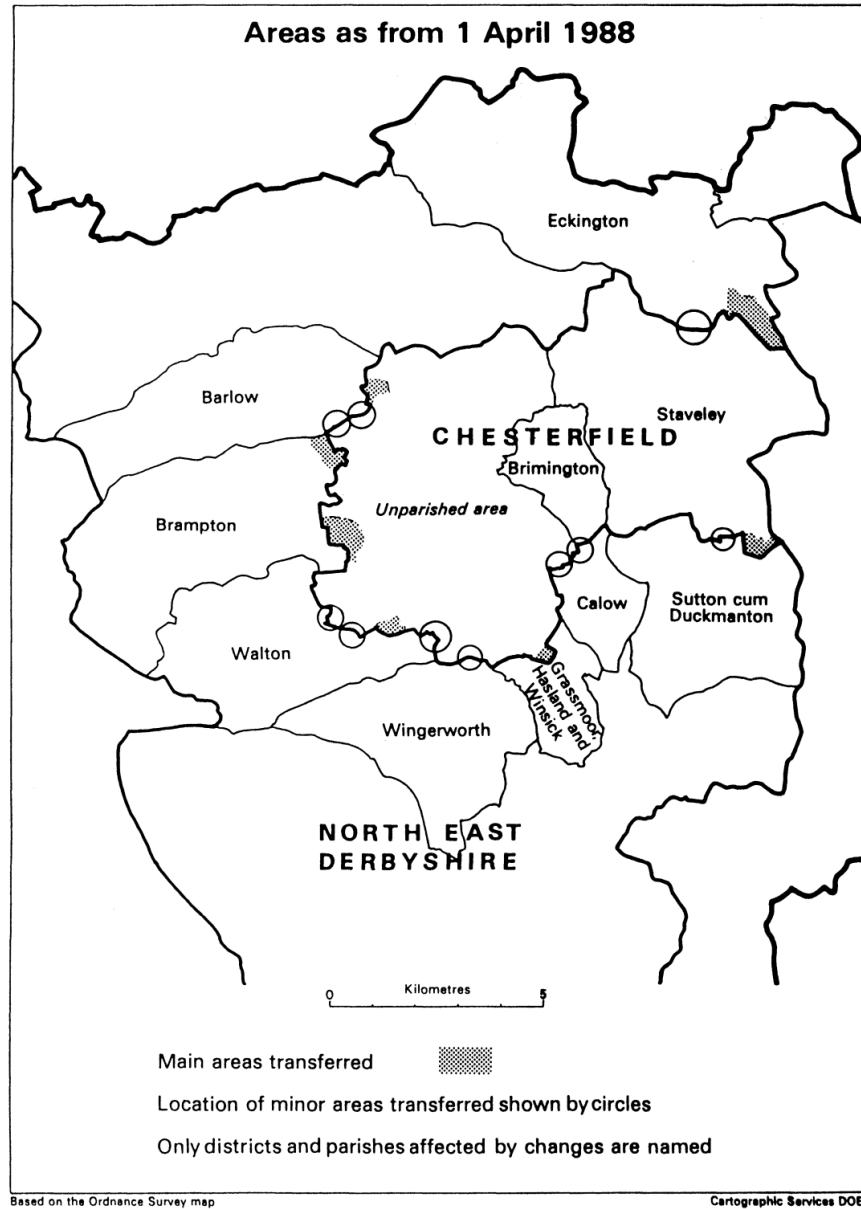 Areas as from 1 April 1988
Eckington
Barlow
Staveley
CHESTERFIELD
Brimington
Unparished area
Brampton
Calow
Sutton cum
Duckmanton
Walton
Grassmoor,
Hasland and
Winsick
Wingerworth
NORTH EAST
DERBYSHIRE
0 Kilometres 5
Main areas transferred
Location of minor areas transferred shown by circles
Only districts and parishes affected by changes are named
Based on the Ordnance Survey map
Cartographic Services DOE